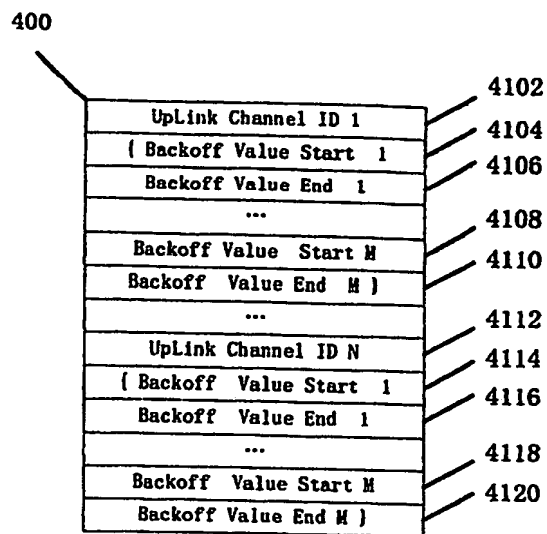 400
UpLink Channel ID 1 4102
{ Backoff Value Start 1 4104
Backoff Value End 1 4106
...
Backoff Value Start M 4108
Backoff Value End M } 4110
...
UpLink Channel ID N 4112
{ Backoff Value Start 1 4114
Backoff Value End 1 4116
...
Backoff Value Start M 4118
Backoff Value End M } 4120